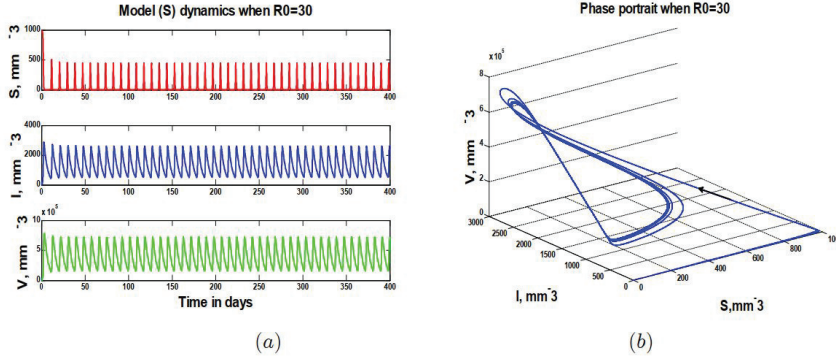 Model (S) dynamics when R0=30
S, mm⁻3
1000
500
0
0 50 100 150 200 250 300 350 400
I, mm⁻3
4000
2000
0
0 50 100 150 200 250 300 350 400
V, mm⁻3
x 10⁵
10
5
0
0 50 100 150 200 250 300 350 400
Time in days
(a)
Phase portrait when R0=30
V, mm⁻3
8
6
4
2
0
3000
2500
2000
1500
1000
500
0
I, mm⁻3
0
200
400
600
800
10
S,mm⁻3
(b)